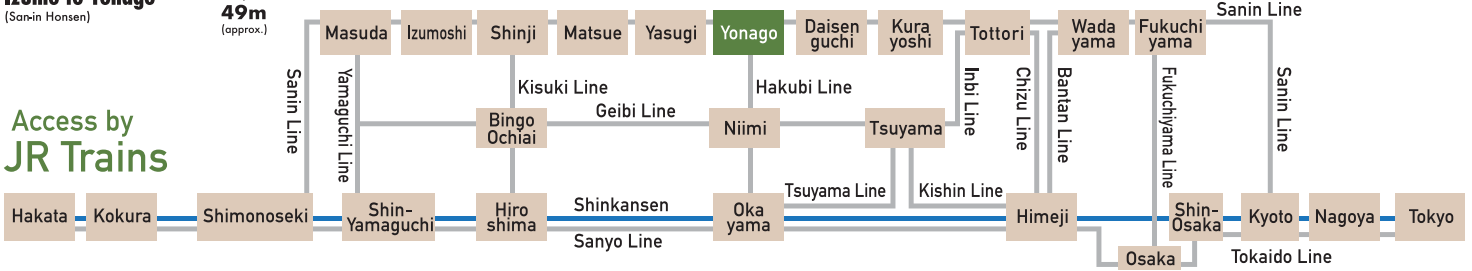 Izumo to Yonago
(San-in Honsen)
49m
(approx.)
Sanin Line
Masuda
Izumoshi
Shinji
Matsue
Yasugi
Yonago
Daisen
guchi
Kura
yoshi
Tottori
Wada
yama
Fukuchi
yama
Sanin Line
Yamaguchi Line
Kisuki Line
Hakubi Line
Inbi Line
Chizu Line
Bantan Line
Fukuchiyama Line
Sanin Line
Geibi Line
Access by
JR Trains
Bingo
Ochiai
Niimi
Tsuyama
Tsuyama Line
Kishin Line
Hakata
Kokura
Shimonoseki
Shin-
Yamaguchi
Hiro
shima
Shinkansen
Sanyo Line
Oka
yama
Himeji
Shin-
Osaka
Kyoto
Nagoya
Tokyo
Osaka
Tokaido Line